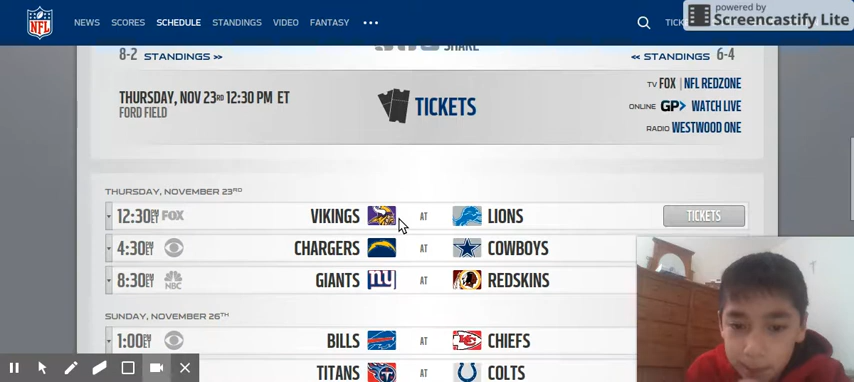 NFL NEWS SCORES SCHEDULE STANDINGS VIDEO FANTASY
powered by
Screencastify Lite
8-2 STANDINGS >>
SHARE
<< STANDINGS 6-4
THURSDAY, NOV 23RD 12:30 PM ET
FORD FIELD
TICKETS
TV FOX | NFL REDZONE
ONLINE GP> WATCH LIVE
RADIO WESTWOOD ONE
THURSDAY, NOVEMBER 23RD
12:30 PM ET FOX VIKINGS AT LIONS TICKETS
4:30 PM ET CHARGERS AT COWBOYS
8:30 PM ET NBC GIANTS NY AT REDSKINS
SUNDAY, NOVEMBER 26TH
1:00 PM ET BILLS AT CHIEFS
TITANS AT COLTS